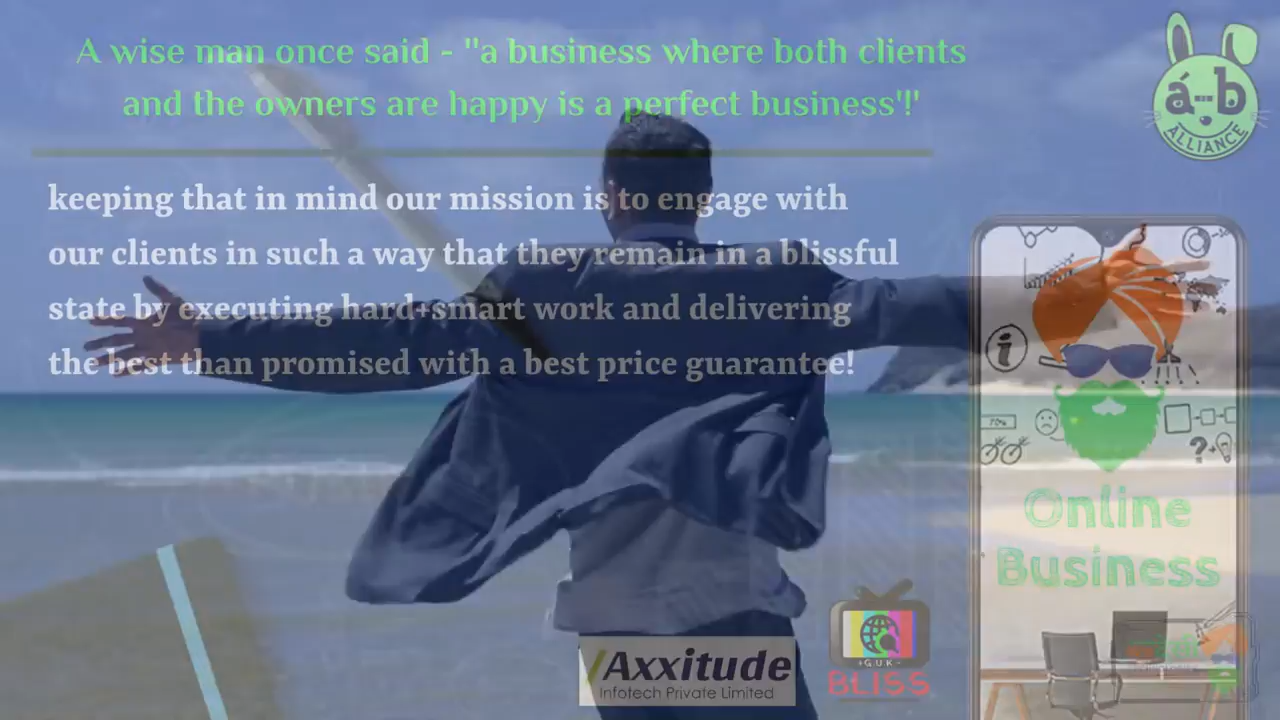 A wise man once said - "a business where both clients
and the owners are happy is a perfect business'!'
á-b
ALLIANCE
keeping that in mind our mission is to engage with
our clients in such a way that they remain in a blissful
state by executing hard+smart work and delivering
the best than promised with a best price guarantee!
i
70%
?
Online
Business
Axxitude
Infotech Private Limited
G.U.K
BLISS